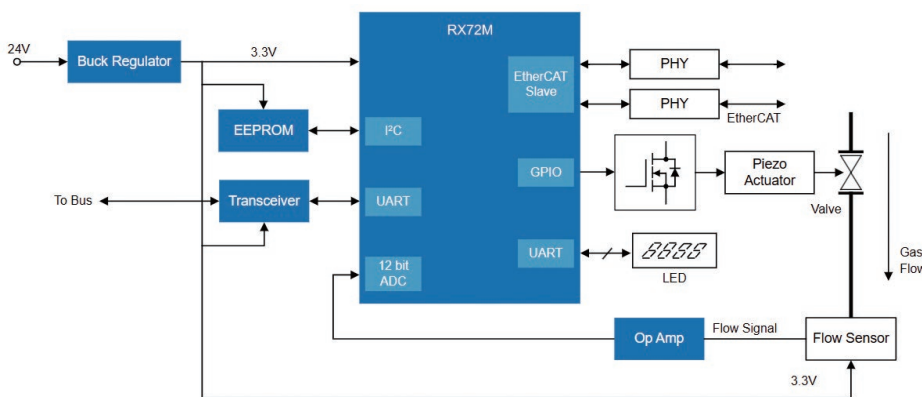 RX72M
24V
Buck Regulator
3.3V
EtherCAT
Slave
PHY
PHY
EtherCAT
EEPROM
I²C
GPIO
Piezo
Actuator
Valve
To Bus
Transceiver
UART
UART
8888
LED
12 bit
ADC
Gas
Flow
Op Amp
Flow Signal
Flow Sensor
3.3V